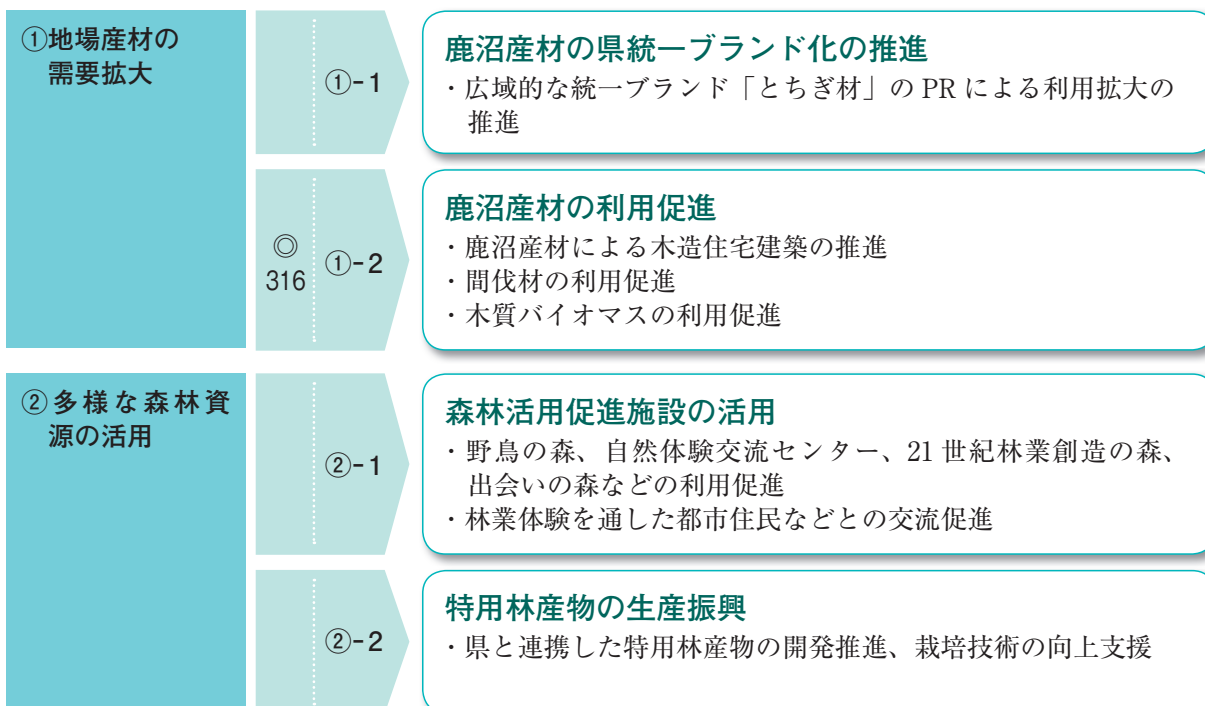 ①地場産材の
需要拡大
①-1
鹿沼産材の県統一ブランド化の推進
・広域的な統一ブランド「とちぎ材」の PR による利用拡大の
推進
◎
316
①-2
鹿沼産材の利用促進
・鹿沼産材による木造住宅建築の推進
・間伐材の利用促進
・木質バイオマスの利用促進
②多様な森林資
源の活用
②-1
森林活用促進施設の活用
・野鳥の森、自然体験交流センター、21 世紀林業創造の森、
出会いの森などの利用促進
・林業体験を通した都市住民などとの交流促進
②-2
特用林産物の生産振興
・県と連携した特用林産物の開発推進、栽培技術の向上支援